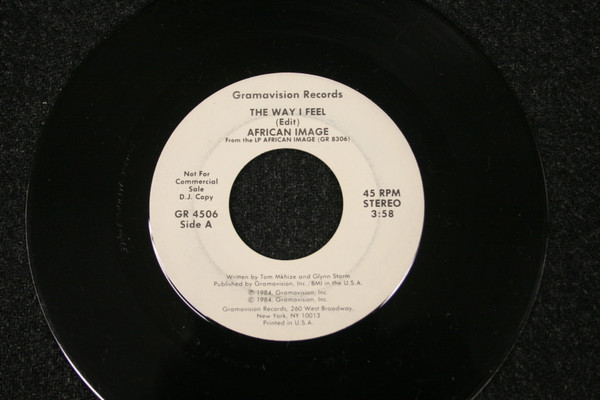 Gramavision Records
THE WAY I FEEL
(Edit)
AFRICAN IMAGE
From the LP AFRICAN IMAGE (GR 8306)
Not For
Commercial
Sale
D.J. Copy
GR 4506
Side A
45 RPM
STEREO
3:58
Written by Tom Mkhize and Glynn Storm
Published by Gramavision, Inc./BMI in the U.S.A.
℗ 1984, Gramavision, Inc.
© 1984, Gramavision, Inc.
Gramavision Records, 260 West Broadway,
New York, NY 10013
Printed in U.S.A.